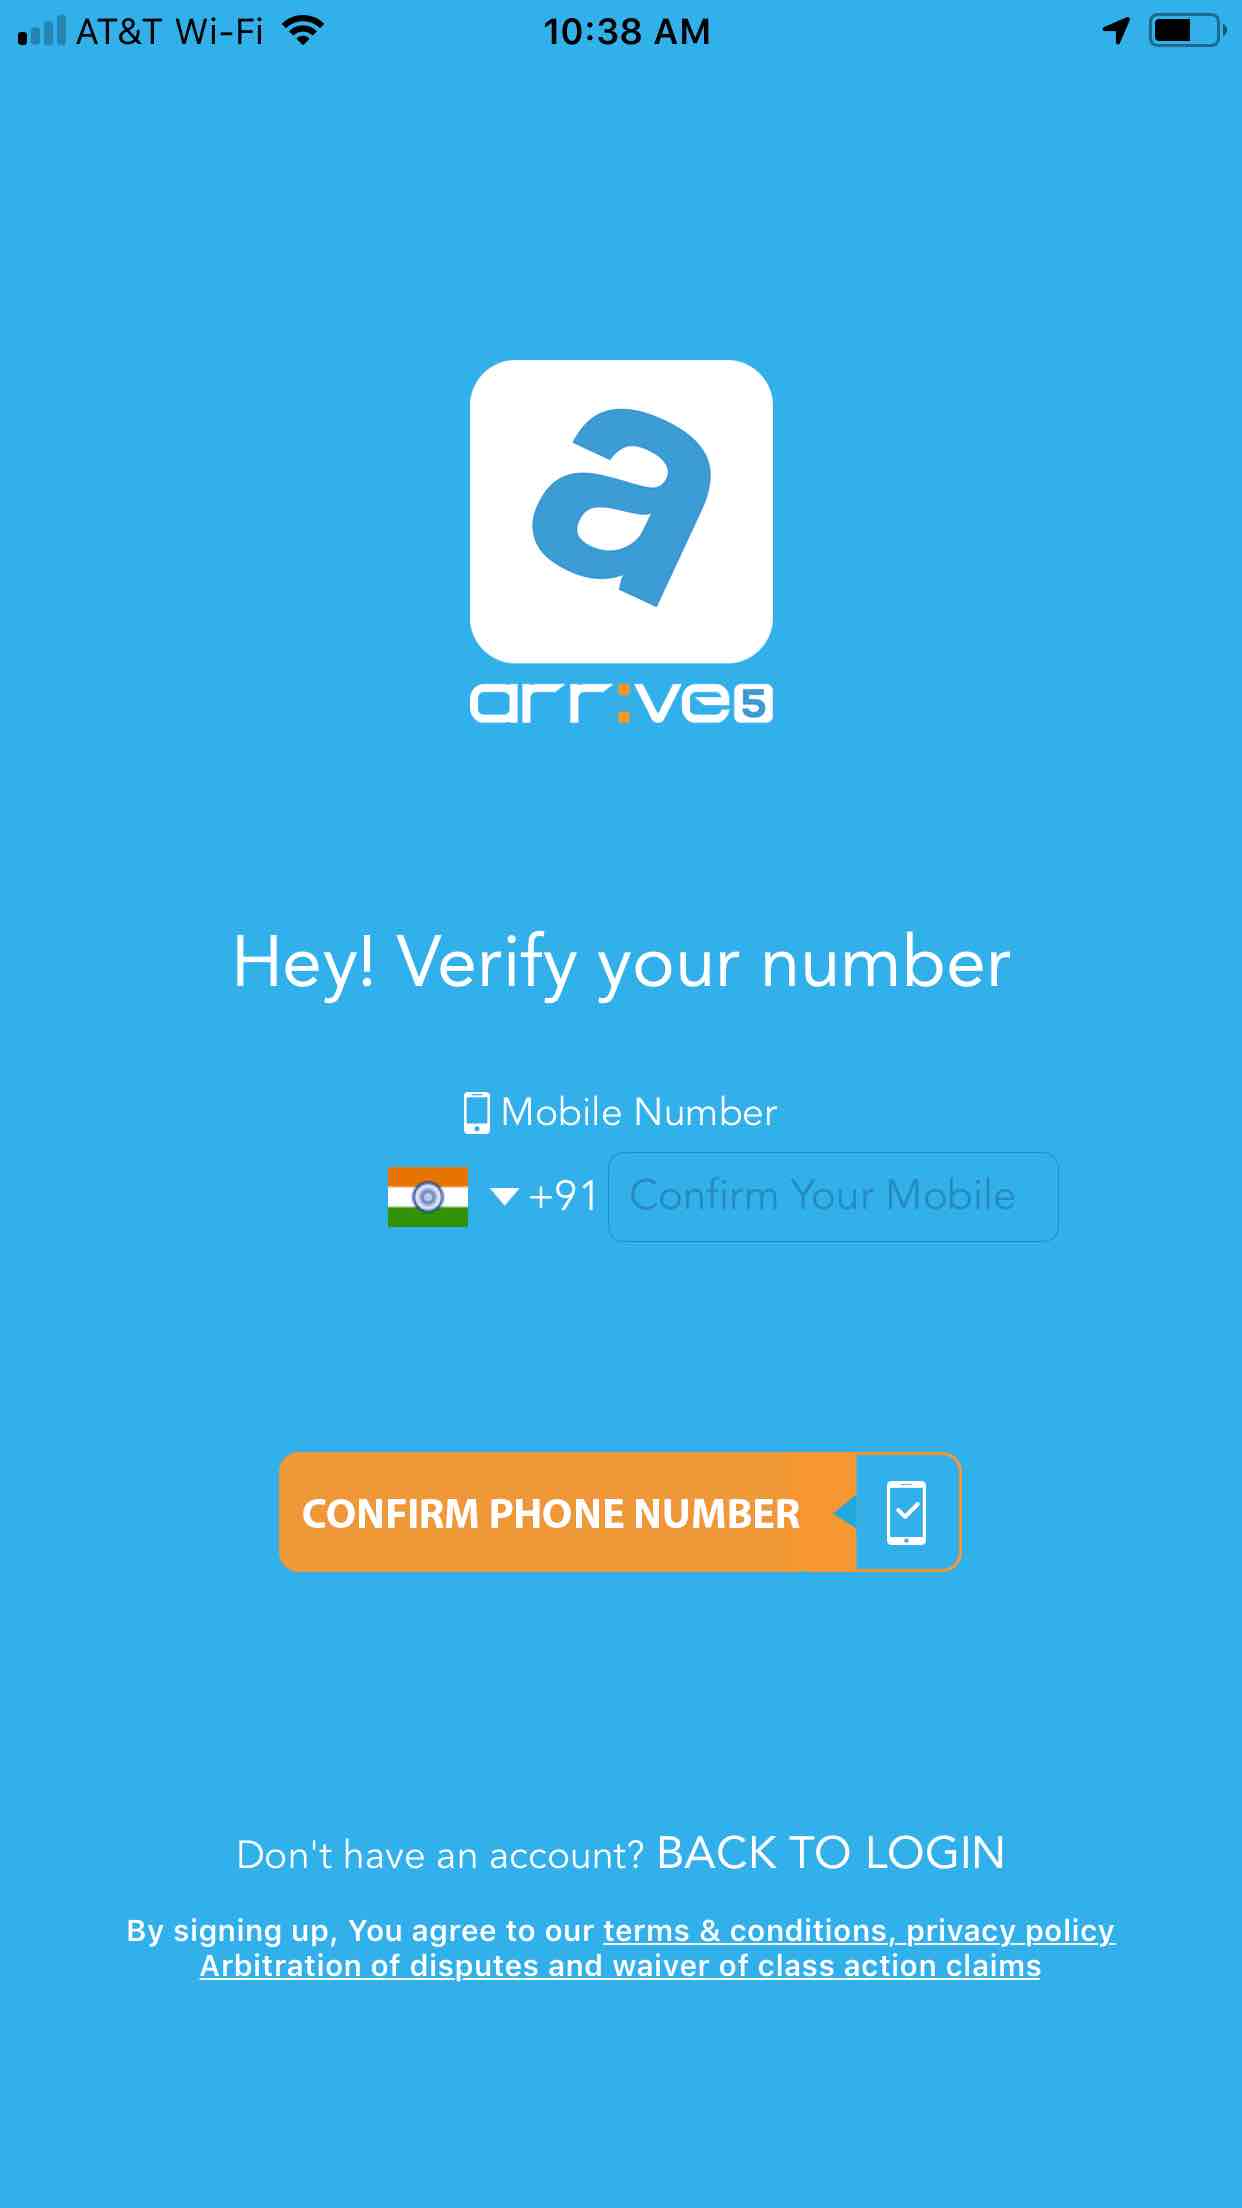 AT&T Wi-Fi 10:38 AM
a
arr:ve5
Hey! Verify your number
Mobile Number
+91 Confirm Your Mobile
CONFIRM PHONE NUMBER
Don't have an account? BACK TO LOGIN
By signing up, You agree to our terms & conditions, privacy policy
Arbitration of disputes and waiver of class action claims